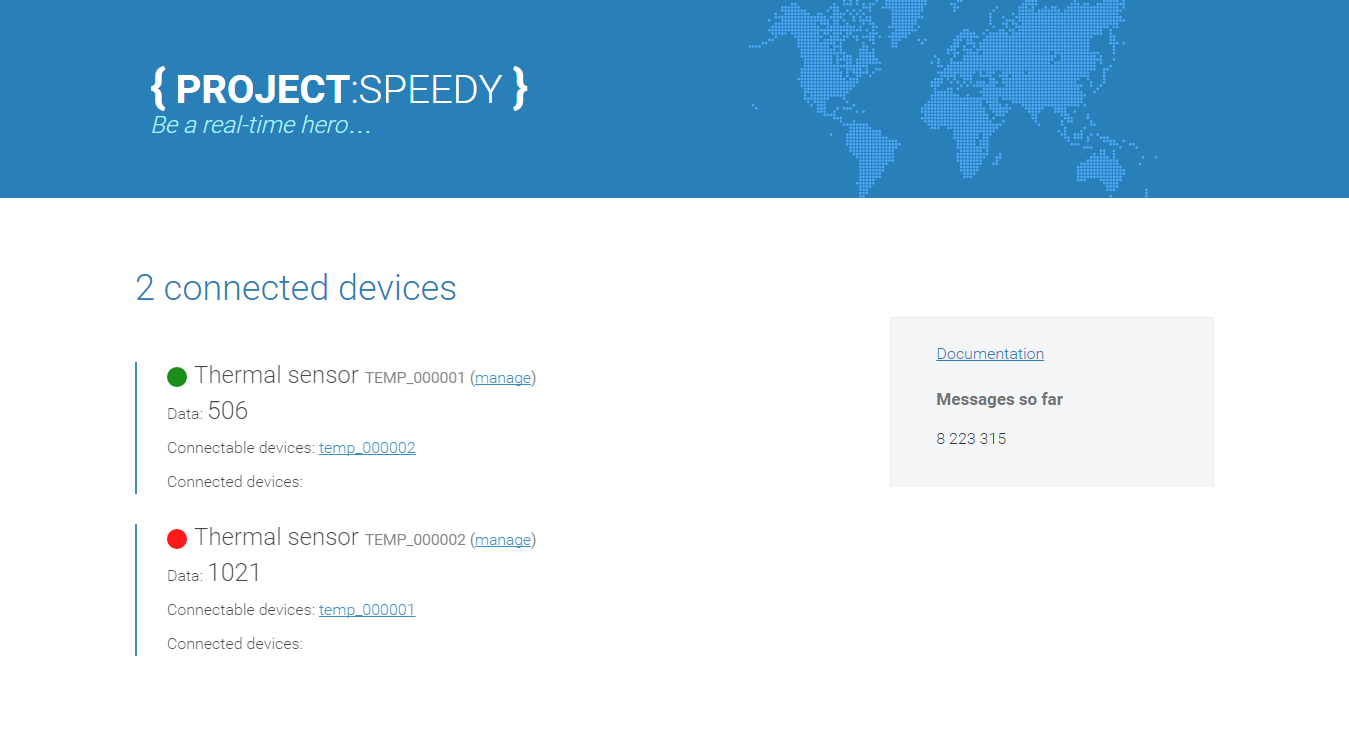 { PROJECT:SPEEDY }
Be a real-time hero...
2 connected devices
Thermal sensor TEMP_000001 (manage)
Data: 506
Connectable devices: temp_000002
Connected devices:
Thermal sensor TEMP_000002 (manage)
Data: 1021
Connectable devices: temp_000001
Connected devices:
Documentation
Messages so far
8 223 315